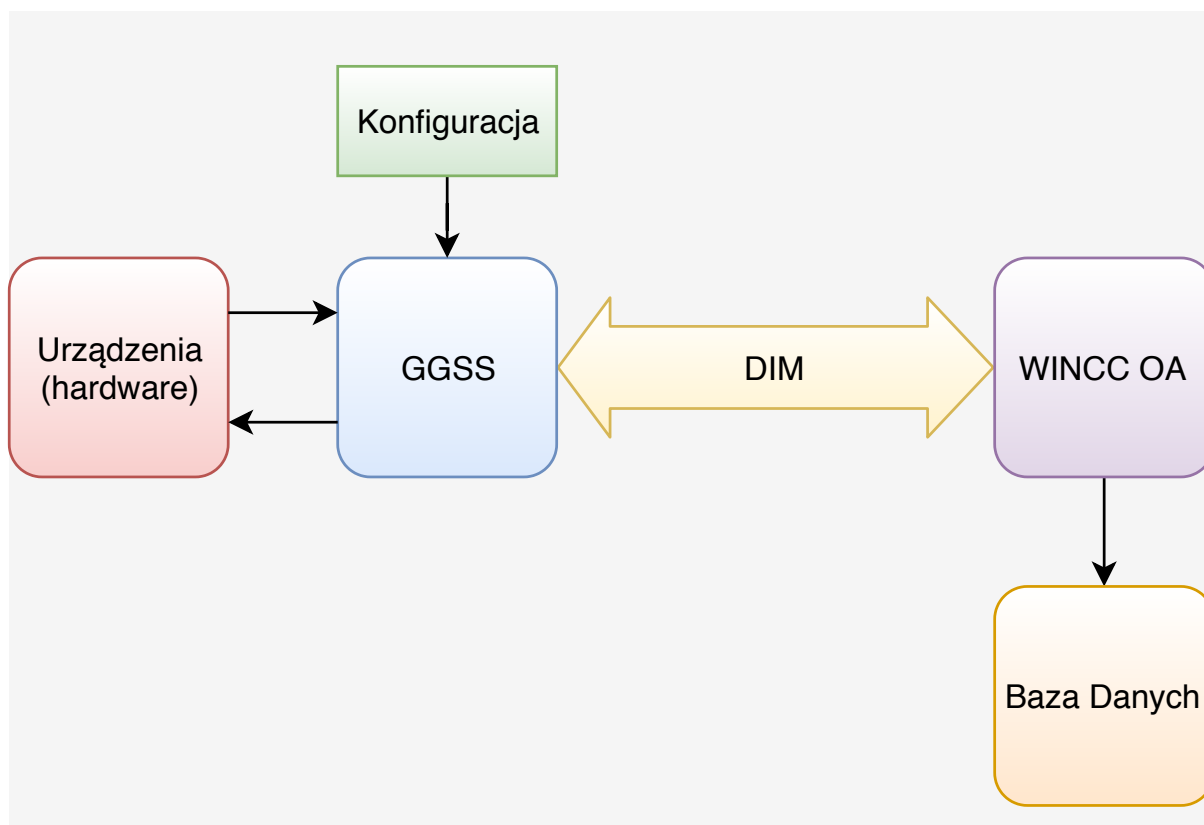 Konfiguracja
Urządzenia
(hardware)
GGSS
DIM
WINCC OA
Baza Danych